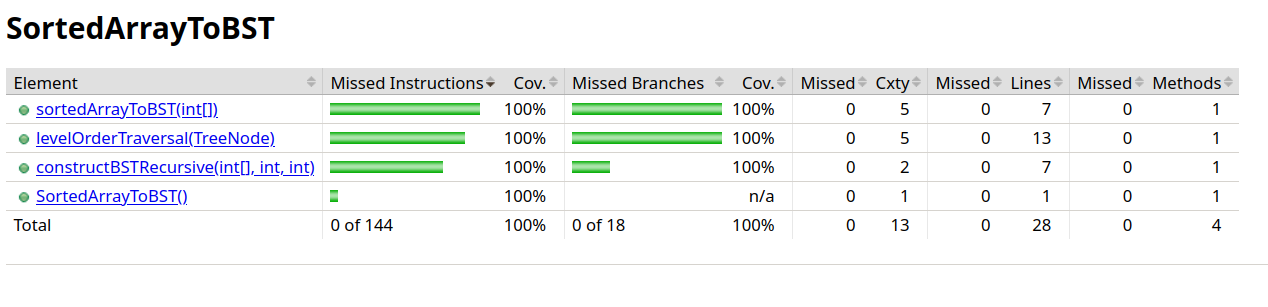 SortedArrayToBST
Element Missed Instructions Cov. Missed Branches Cov. Missed Cxty Missed Lines Missed Methods
sortedArrayToBST(int[]) 100% 100% 0 5 0 7 0 1
levelOrderTraversal(TreeNode) 100% 100% 0 5 0 13 0 1
constructBSTRecursive(int[], int, int) 100% 100% 0 2 0 7 0 1
SortedArrayToBST() 100% n/a 0 1 0 1 0 1
Total 0 of 144 100% 0 of 18 100% 0 13 0 28 0 4